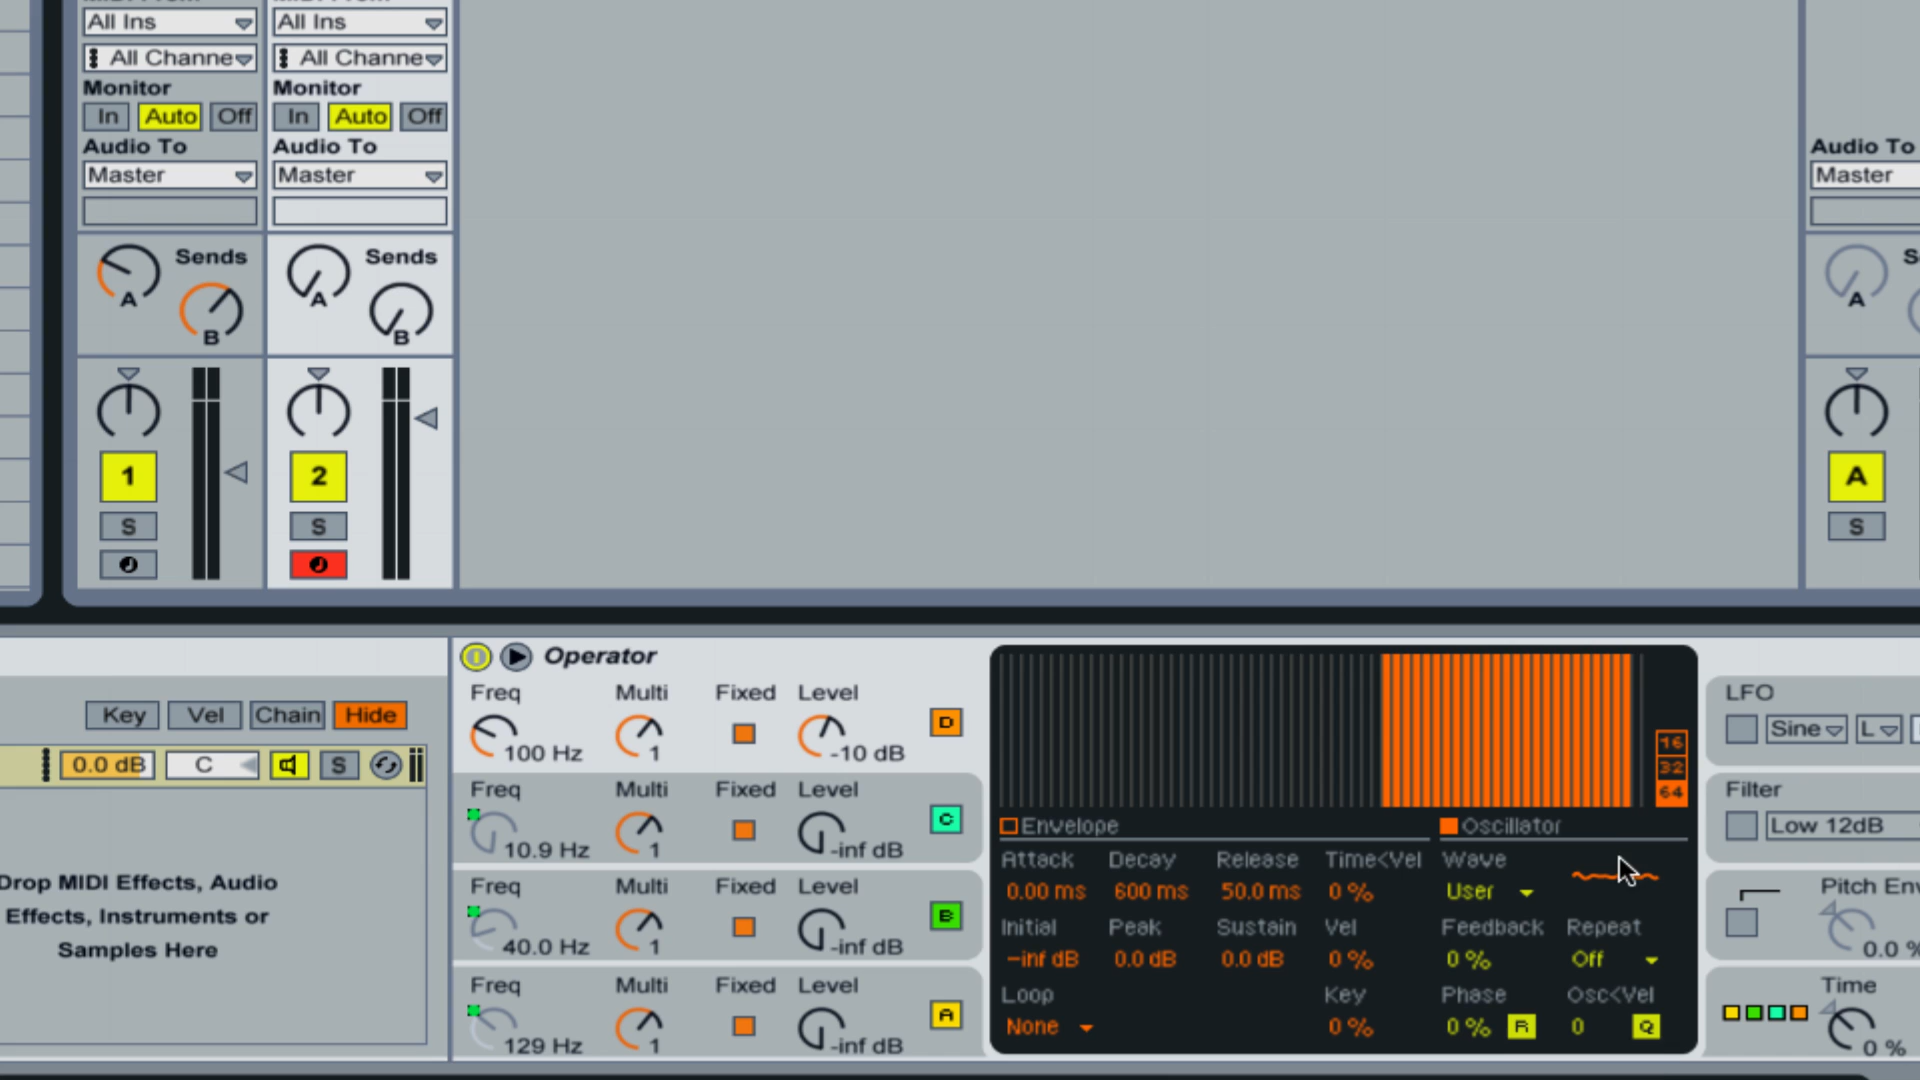 All Ins
All Ins
All Channe
All Channe
Monitor
Monitor
In Auto Off
In Auto Off
Audio To
Audio To
Audio To
Master
Master
Master
Sends
A
B
Sends
A
B
A
1
2
A
S
S
S
Key Vel Chain Hide
0.0 dB C S
Drop MIDI Effects, Audio
Effects, Instruments or
Samples Here
Operator
Freq Multi Fixed Level
100 Hz 1 -10 dB D
Freq Multi Fixed Level
10.9 Hz 1 -inf dB C
Freq Multi Fixed Level
40.0 Hz 1 -inf dB B
Freq Multi Fixed Level
129 Hz 1 -inf dB A
16
32
64
Envelope
Oscillator
Attack Decay Release Time<Vel Wave
0.00 ms 600 ms 50.0 ms 0 % User
Initial Peak Sustain Vel Feedback Repeat
-inf dB 0.0 dB 0.0 dB 0 % 0 % Off
Loop Key Phase Osc<Vel
None 0 % 0 % R 0 Q
LFO
Sine L
Filter
Low 12dB
Pitch Env
0.0 %
Time
0 %